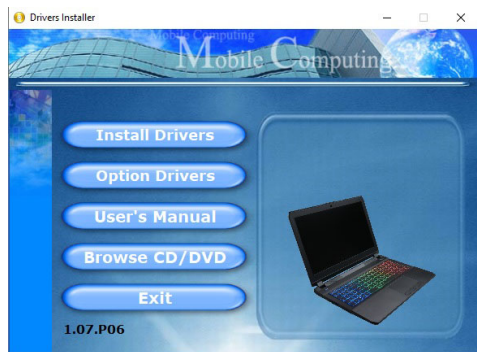 Drivers Installer
Mobile Computing
Mobile Computing
Install Drivers
Option Drivers
User's Manual
Browse CD/DVD
Exit
1.07.P06